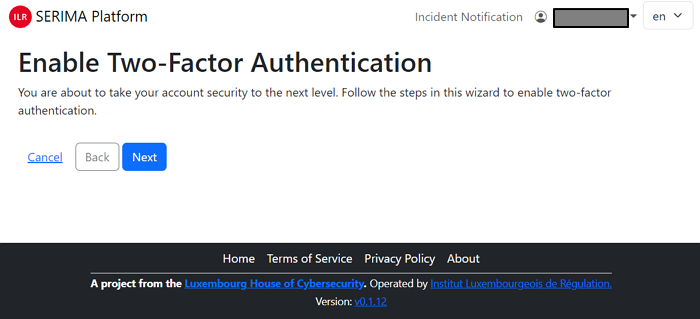 ILR SERIMA Platform Incident Notification en
Enable Two-Factor Authentication
You are about to take your account security to the next level. Follow the steps in this wizard to enable two-factor
authentication.
Cancel Back Next
Home Terms of Service Privacy Policy About
A project from the Luxembourg House of Cybersecurity. Operated by Institut Luxembourgeois de Régulation.
Version: v0.1.12